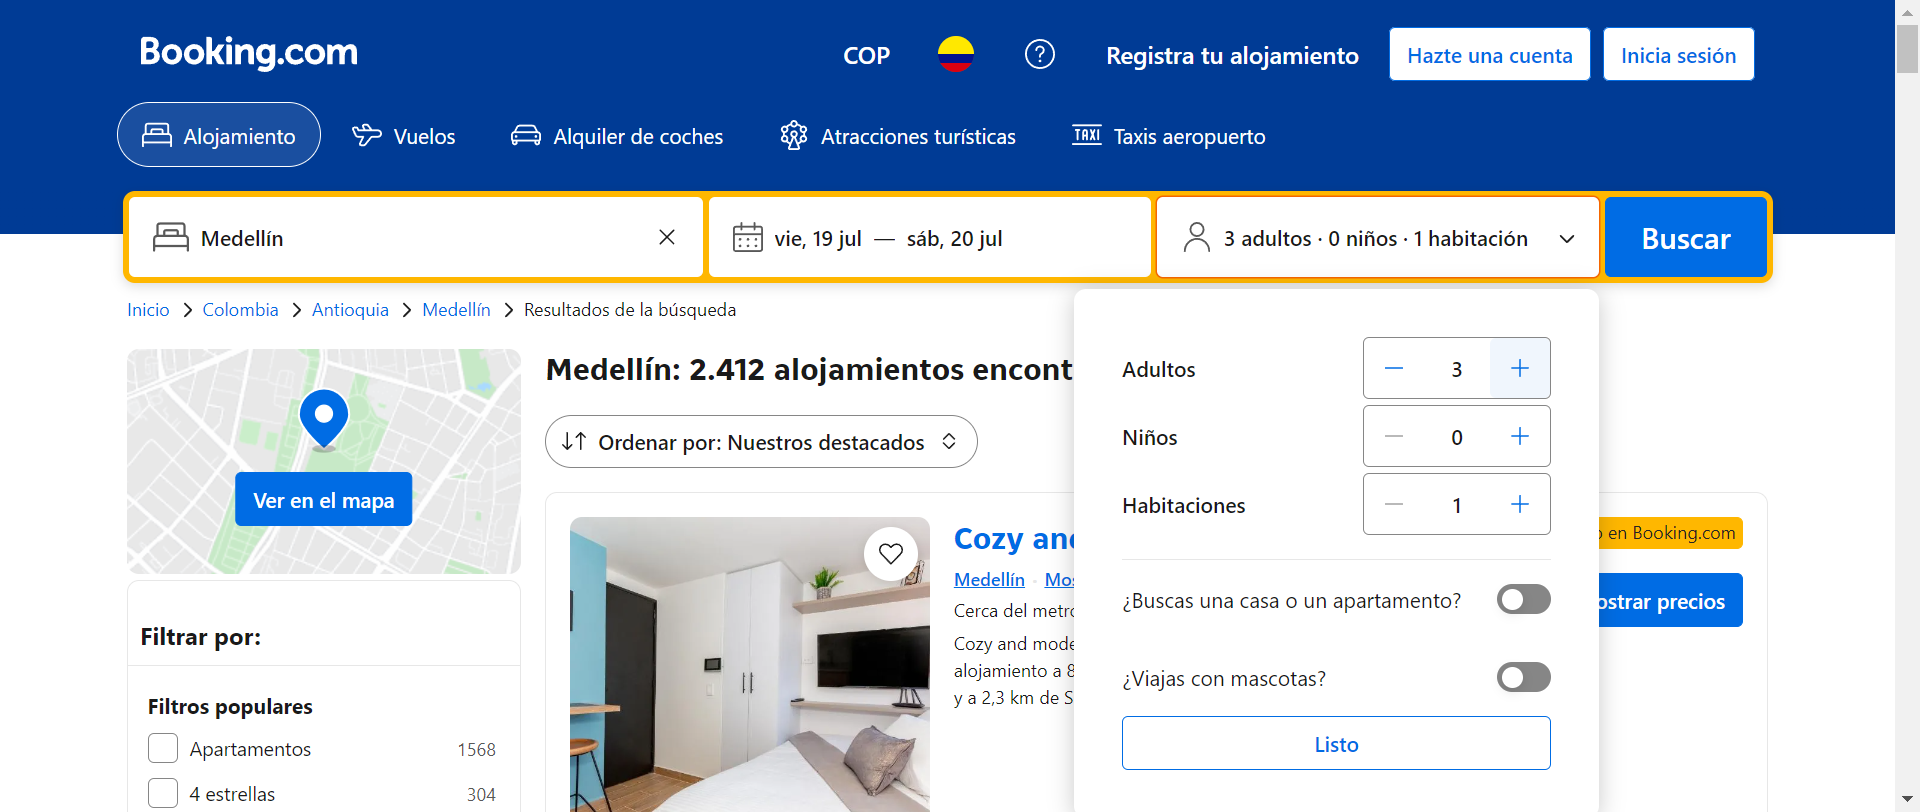 Booking.com
COP
Registra tu alojamiento
Hazte una cuenta
Inicia sesión
Alojamiento
Vuelos
Alquiler de coches
Atracciones turísticas
TAXI
Taxis aeropuerto
Medellín
vie, 19 jul — sáb, 20 jul
3 adultos · 0 niños · 1 habitación
Buscar
Inicio
Colombia
Antioquia
Medellín
Resultados de la búsqueda
Ver en el mapa
Filtrar por:
Filtros populares
Apartamentos 1568
4 estrellas 304
Medellín: 2.412 alojamientos encont
Ordenar por: Nuestros destacados
Cozy and
Medellín
Mos
Cerca del metro
Cozy and mode
alojamiento a 8
y a 2,3 km de S
en Booking.com
ostrar precios
Adultos 3
Niños 0
Habitaciones 1
¿Buscas una casa o un apartamento?
¿Viajas con mascotas?
Listo